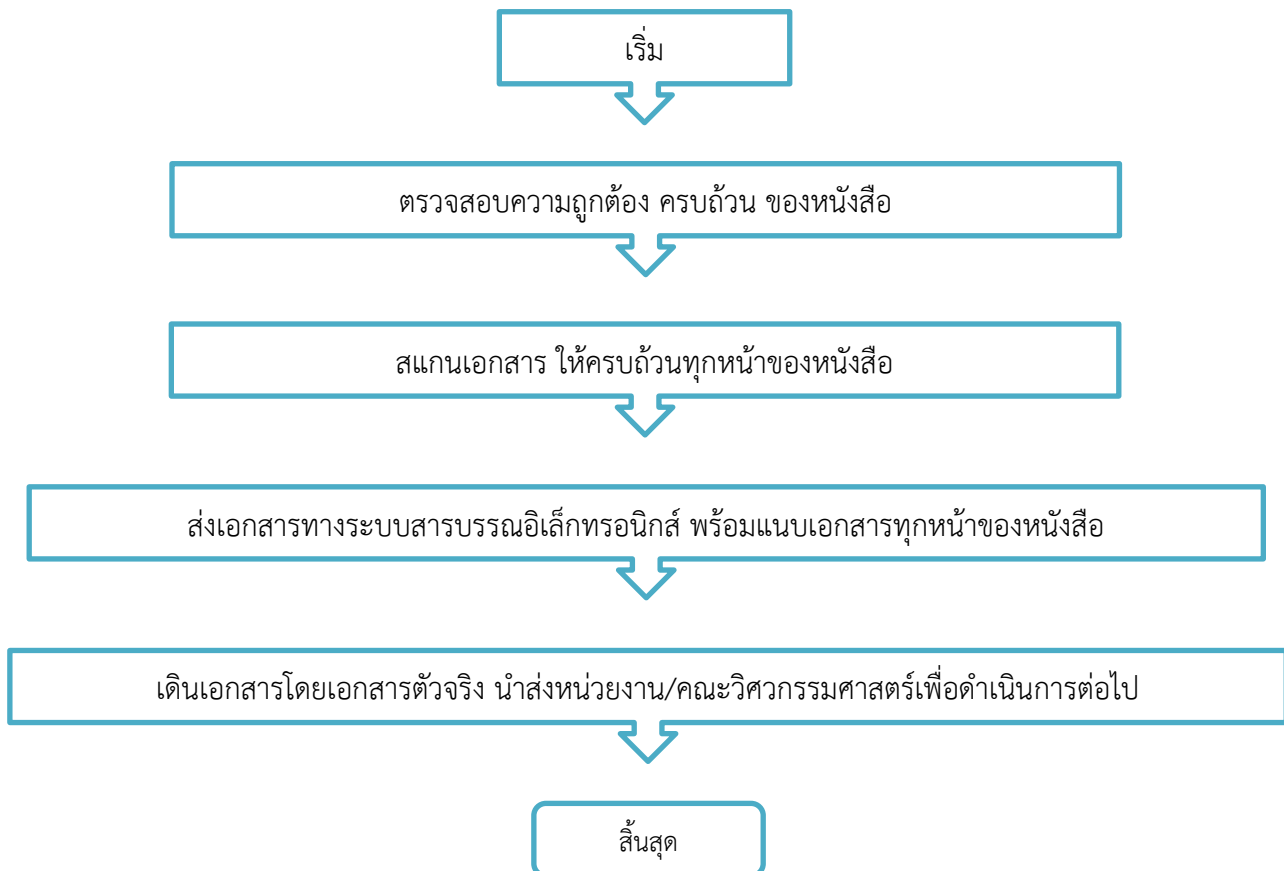 เริ่ม
ตรวจสอบความถูกต้อง ครบถ้วน ของหนังสือ
สแกนเอกสาร ให้ครบถ้วนทุกหน้าของหนังสือ
ส่งเอกสารทางระบบสารบรรณอิเล็กทรอนิกส์ พร้อมแนบเอกสารทุกหน้าของหนังสือ
เดินเอกสารโดยเอกสารตัวจริง นำส่งหน่วยงาน/คณะวิศวกรรมศาสตร์เพื่อดำเนินการต่อไป
สิ้นสุด